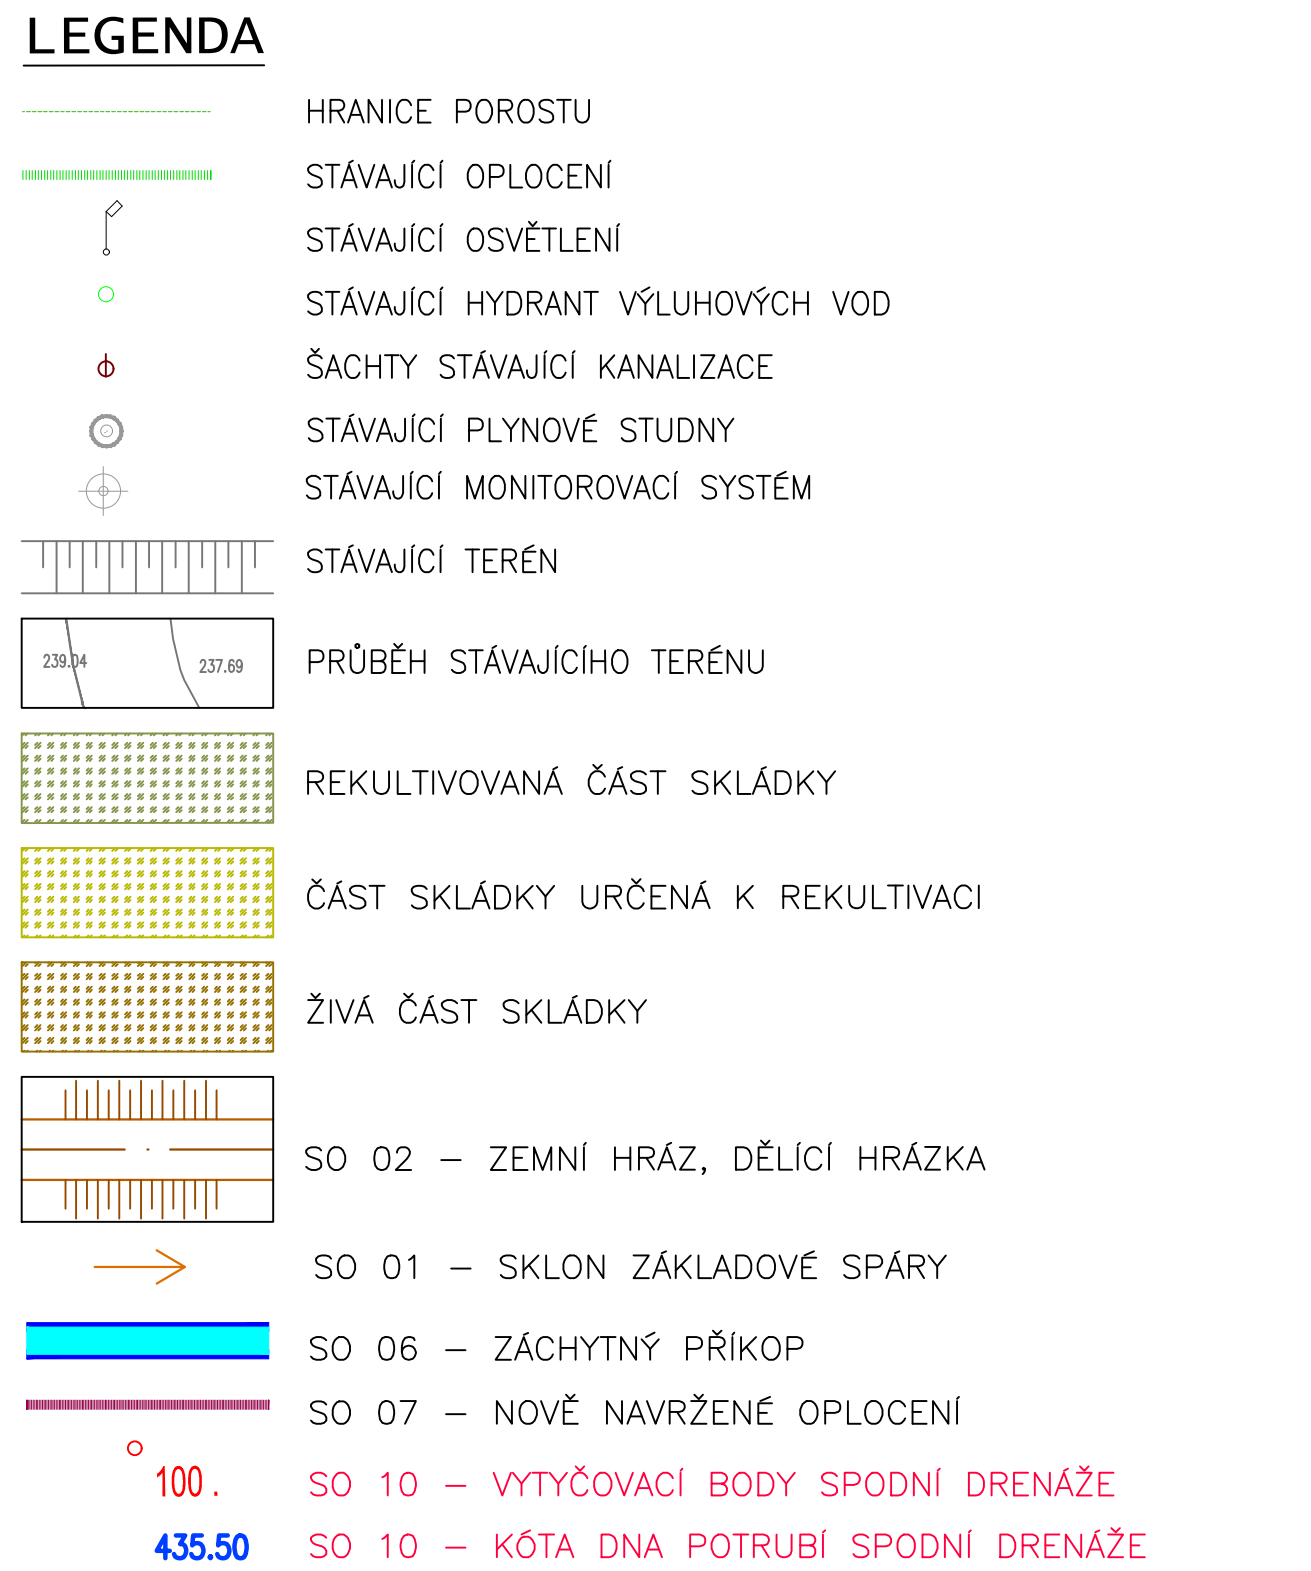 LEGENDA
HRANICE POROSTU
STÁVAJÍCÍ OPLOCENÍ
STÁVAJÍCÍ OSVĚTLENÍ
STÁVAJÍCÍ HYDRANT VÝLUHOVÝCH VOD
ŠACHTY STÁVAJÍCÍ KANALIZACE
STÁVAJÍCÍ PLYNOVÉ STUDNY
STÁVAJÍCÍ MONITOROVACÍ SYSTÉM
STÁVAJÍCÍ TERÉN
239.04 237.69 PRŮBĚH STÁVAJÍCÍHO TERÉNU
REKULTIVOVANÁ ČÁST SKLÁDKY
ČÁST SKLÁDKY URČENÁ K REKULTIVACI
ŽIVÁ ČÁST SKLÁDKY
SO 02 – ZEMNÍ HRÁZ, DĚLÍCÍ HRÁZKA
SO 01 – SKLON ZÁKLADOVÉ SPÁRY
SO 06 – ZÁCHYTNÝ PŘÍKOP
SO 07 – NOVĚ NAVRŽENÉ OPLOCENÍ
100. SO 10 – VYTYČOVACÍ BODY SPODNÍ DRENÁŽE
435.50 SO 10 – KÓTA DNA POTRUBÍ SPODNÍ DRENÁŽE